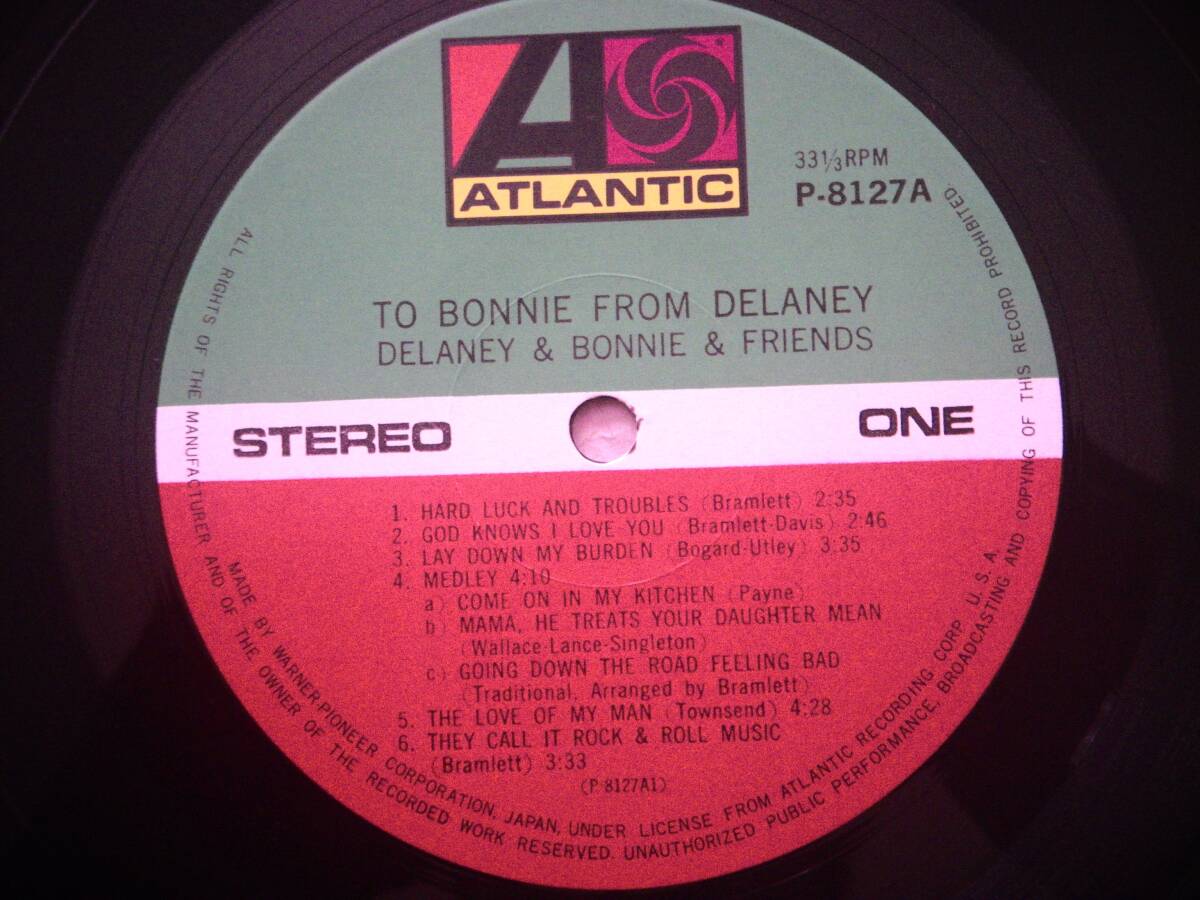 ATLANTIC
33 1/3 RPM
P-8127A
TO BONNIE FROM DELANEY
DELANEY & BONNIE & FRIENDS
STEREO
ONE
1. HARD LUCK AND TROUBLES (Bramlett) 2:35
2. GOD KNOWS I LOVE YOU (Bramlett-Davis) 2:46
3. LAY DOWN MY BURDEN (Bogard-Utley) 3:35
4. MEDLEY 4:10
a) COME ON IN MY KITCHEN (Payne)
b) MAMA, HE TREATS YOUR DAUGHTER MEAN
(Wallace-Lance-Singleton)
c) GOING DOWN THE ROAD FEELING BAD
(Traditional, Arranged by Bramlett)
5. THE LOVE OF MY MAN (Townsend) 4:28
6. THEY CALL IT ROCK & ROLL MUSIC
(Bramlett) 3:33
(P 8127A1)
MADE BY WARNER-PIONEER CORPORATION, JAPAN, UNDER LICENSE FROM ATLANTIC RECORDING CORP U. S. A.
ALL RIGHTS OF THE MANUFACTURER AND OF THE OWNER OF THE RECORDED WORK RESERVED. UNAUTHORIZED PUBLIC PERFORMANCE, BROADCASTING AND COPYING OF THIS RECORD PROHIBITED.